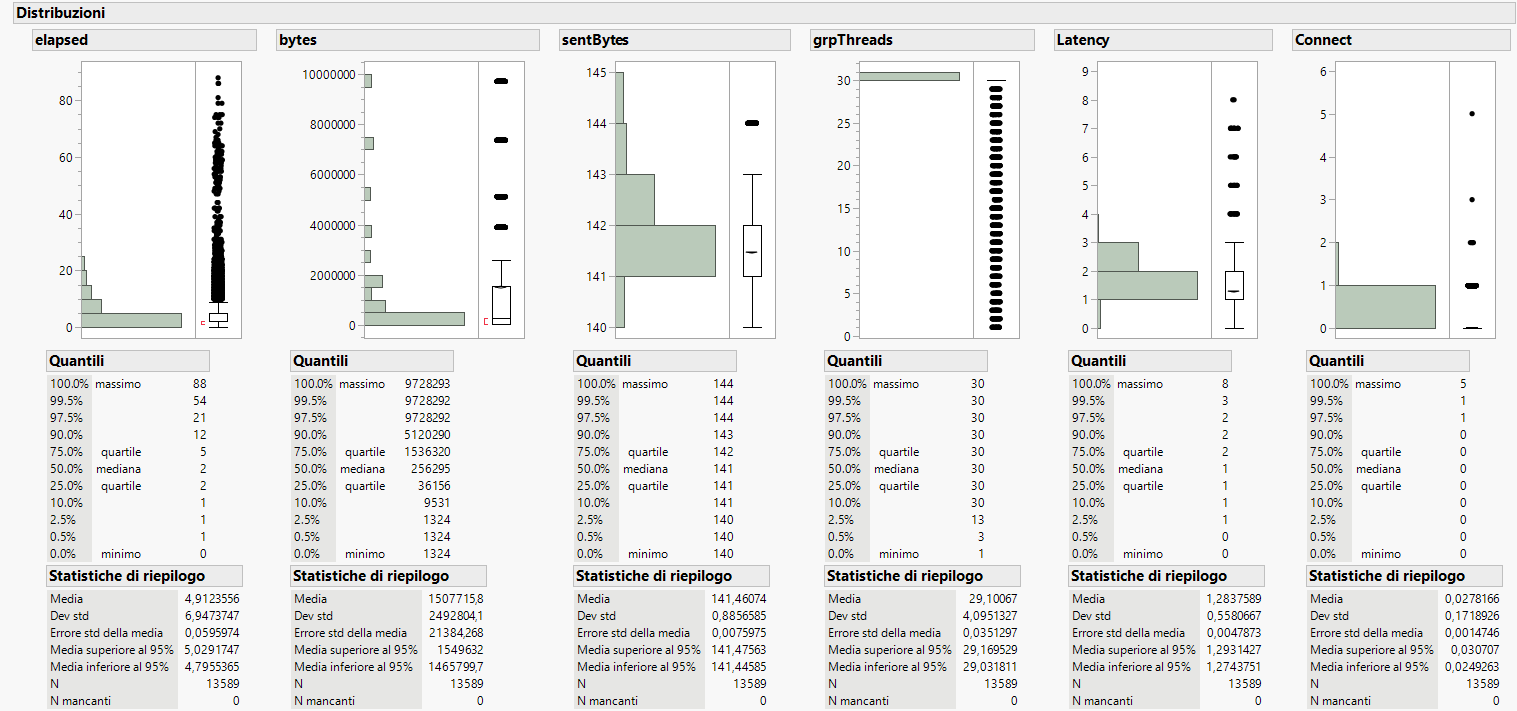 Distribuzioni
elapsed bytes sentBytes grpThreads Latency Connect
80
60
40
20
0
10000000
8000000
6000000
4000000
2000000
0
145
144
143
142
141
140
30
25
20
15
10
5
0
9
8
7
6
5
4
3
2
1
0
6
5
4
3
2
1
0
Quantili
100.0% massimo 88
99.5% 54
97.5% 21
90.0% 12
75.0% quartile 5
50.0% mediana 2
25.0% quartile 2
10.0% 1
2.5% 1
0.5% 1
0.0% minimo 0
Statistiche di riepilogo
Media 4,9123556
Dev std 6,9473747
Errore std della media 0,0595974
Media superiore al 95% 5,0291747
Media inferiore al 95% 4,7955365
N 13589
N mancanti 0
Quantili
100.0% massimo 9728293
99.5% 9728292
97.5% 9728292
90.0% 5120290
75.0% quartile 1536320
50.0% mediana 256295
25.0% quartile 36156
10.0% 9531
2.5% 1324
0.5% 1324
0.0% minimo 1324
Statistiche di riepilogo
Media 1507715,8
Dev std 2492804,1
Errore std della media 21384,268
Media superiore al 95% 1549632
Media inferiore al 95% 1465799,7
N 13589
N mancanti 0
Quantili
100.0% massimo 144
99.5% 144
97.5% 144
90.0% 143
75.0% quartile 142
50.0% mediana 141
25.0% quartile 141
10.0% 141
2.5% 140
0.5% 140
0.0% minimo 140
Statistiche di riepilogo
Media 141,46074
Dev std 0,8856585
Errore std della media 0,0075975
Media superiore al 95% 141,47563
Media inferiore al 95% 141,44585
N 13589
N mancanti 0
Quantili
100.0% massimo 30
99.5% 30
97.5% 30
90.0% 30
75.0% quartile 30
50.0% mediana 30
25.0% quartile 30
10.0% 30
2.5% 13
0.5% 3
0.0% minimo 1
Statistiche di riepilogo
Media 29,10067
Dev std 4,0951327
Errore std della media 0,0351297
Media superiore al 95% 29,169529
Media inferiore al 95% 29,031811
N 13589
N mancanti 0
Quantili
100.0% massimo 8
99.5% 3
97.5% 2
90.0% 2
75.0% quartile 2
50.0% mediana 1
25.0% quartile 1
10.0% 1
2.5% 1
0.5% 0
0.0% minimo 0
Statistiche di riepilogo
Media 1,2837589
Dev std 0,5580667
Errore std della media 0,0047873
Media superiore al 95% 1,2931427
Media inferiore al 95% 1,2743751
N 13589
N mancanti 0
Quantili
100.0% massimo 5
99.5% 1
97.5% 1
90.0% 0
75.0% quartile 0
50.0% mediana 0
25.0% quartile 0
10.0% 0
2.5% 0
0.5% 0
0.0% minimo 0
Statistiche di riepilogo
Media 0,0278166
Dev std 0,1718926
Errore std della media 0,0014746
Media superiore al 95% 0,030707
Media inferiore al 95% 0,0249263
N 13589
N mancanti 0